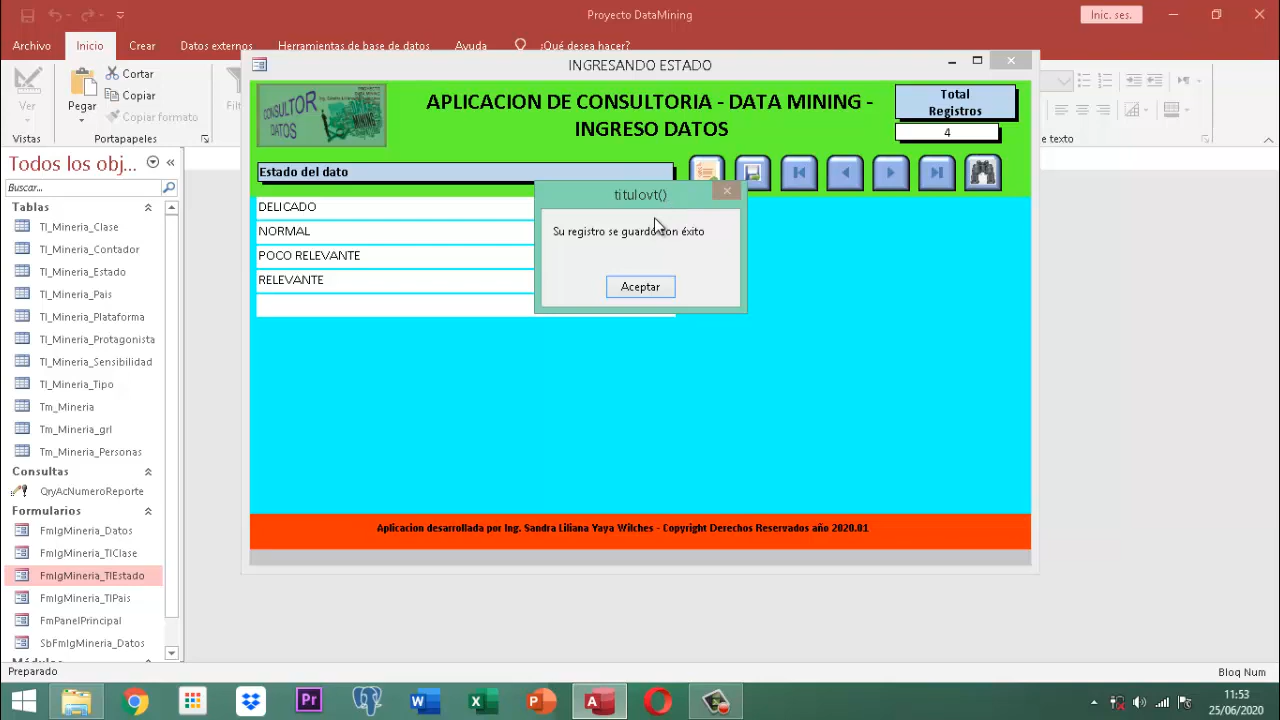 Proyecto DataMining
Inic. ses.
Archivo
Inicio
Crear
Datos externos
Herramientas de base de datos
Ayuda
¿Qué desea hacer?
Ver
Vistas
Pegar
Cortar
Copiar
Copiar formato
Portapapeles
Filt
e texto
INGRESANDO ESTADO
CONSULTOR
DATOS
APLICACION DE CONSULTORIA - DATA MINING -
INGRESO DATOS
Total
Registros
4
Estado del dato
DELICADO
NORMAL
POCO RELEVANTE
RELEVANTE
titulovt()
Su registro se guardo con éxito
Aceptar
Aplicacion desarrollada por Ing. Sandra Liliana Yaya Wilches - Copyright Derechos Reservados año 2020.01
Todos los obj...
Buscar...
Tablas
Tl_Mineria_Clase
Tl_Mineria_Contador
Tl_Mineria_Estado
Tl_Mineria_Pais
Tl_Mineria_Plataforma
Tl_Mineria_Protagonista
Tl_Mineria_Sensibilidad
Tl_Mineria_Tipo
Tm_Mineria
Tm_Mineria_grl
Tm_Mineria_Personas
Consultas
QryAcNumeroReporte
Formularios
FmIgMineria_Datos
FmIgMineria_TlClase
FmIgMineria_TlEstado
FmIgMineria_TlPais
FmPanelPrincipal
SbFmIgMineria_Datos
Módulos
Preparado
Bloq Num
Pr
W
X
P
A
11:53
25/06/2020